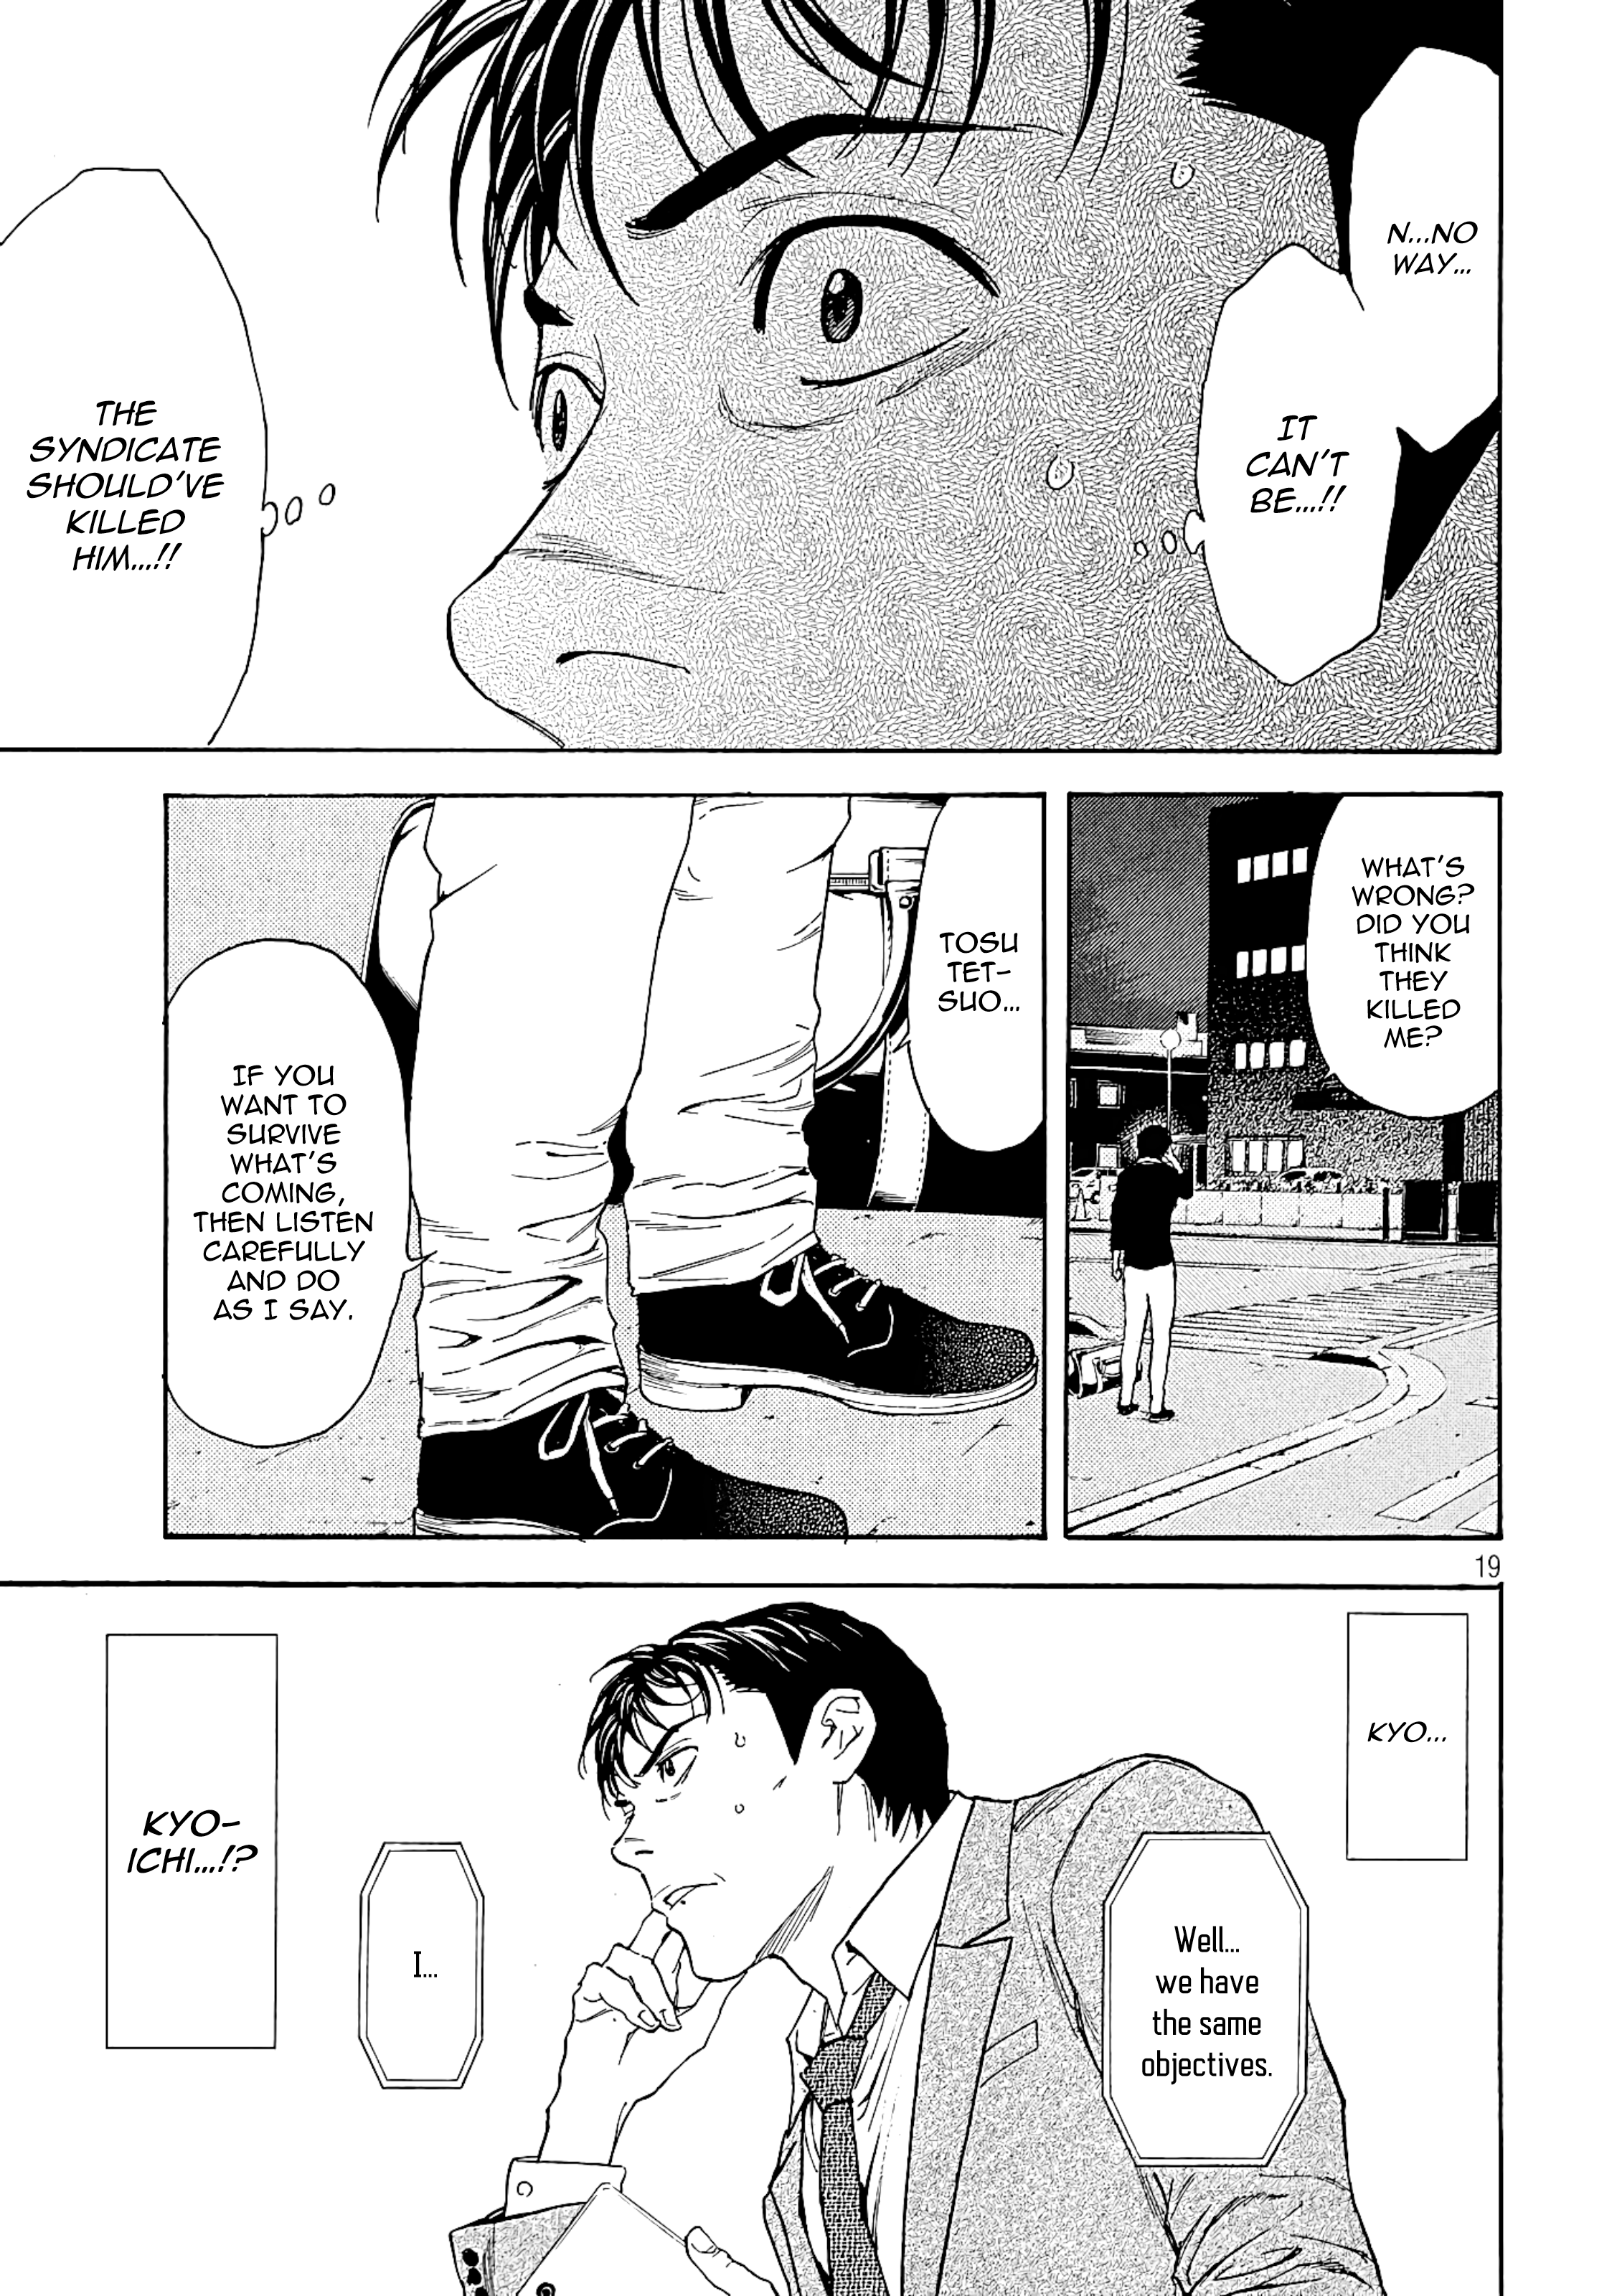 N...NO
WAY...
IT
CAN'T
BE...!!
THE
SYNDICATE
SHOULD'VE
KILLED
HIM...!!
WHAT'S
WRONG?
DID YOU
THINK
THEY
KILLED
ME?
TOSU
TET-
SUO...
IF YOU
WANT TO
SURVIVE
WHAT'S
COMING,
THEN LISTEN
CAREFULLY
AND DO
AS I SAY.
19
KYO...
Well...
we have
the same
objectives.
I...
KYO-
ICHI...!?